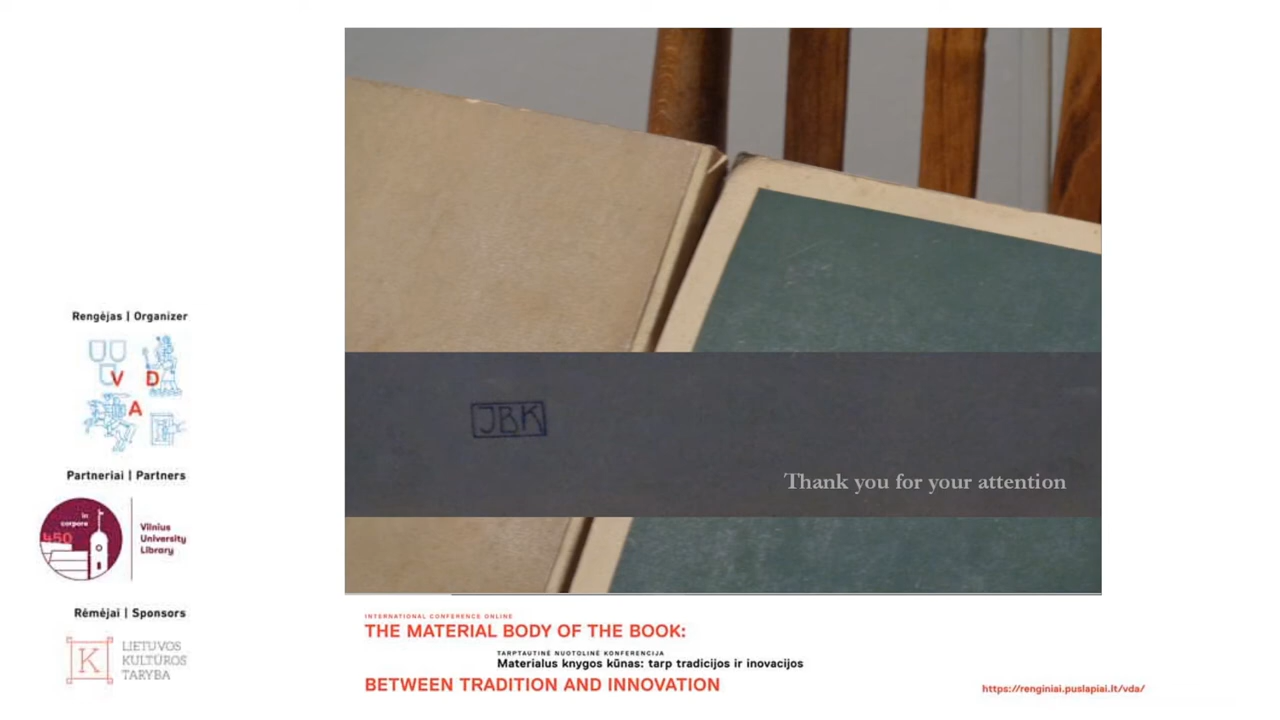 JBK
Thank you for your attention
Rengėjas | Organizer
V D
A
Partneriai | Partners
in
corpore
450
Vilnius
University
Library
Rėmėjai | Sponsors
K
LIETUVOS
KULTŪROS
TARYBA
INTERNATIONAL CONFERENCE ONLINE
THE MATERIAL BODY OF THE BOOK:
TARPTAUTINĖ NUOTOLINĖ KONFERENCIJA
Materialus knygos kūnas: tarp tradicijos ir inovacijos
BETWEEN TRADITION AND INNOVATION
https://renginiai.puslapiai.lt/vda/